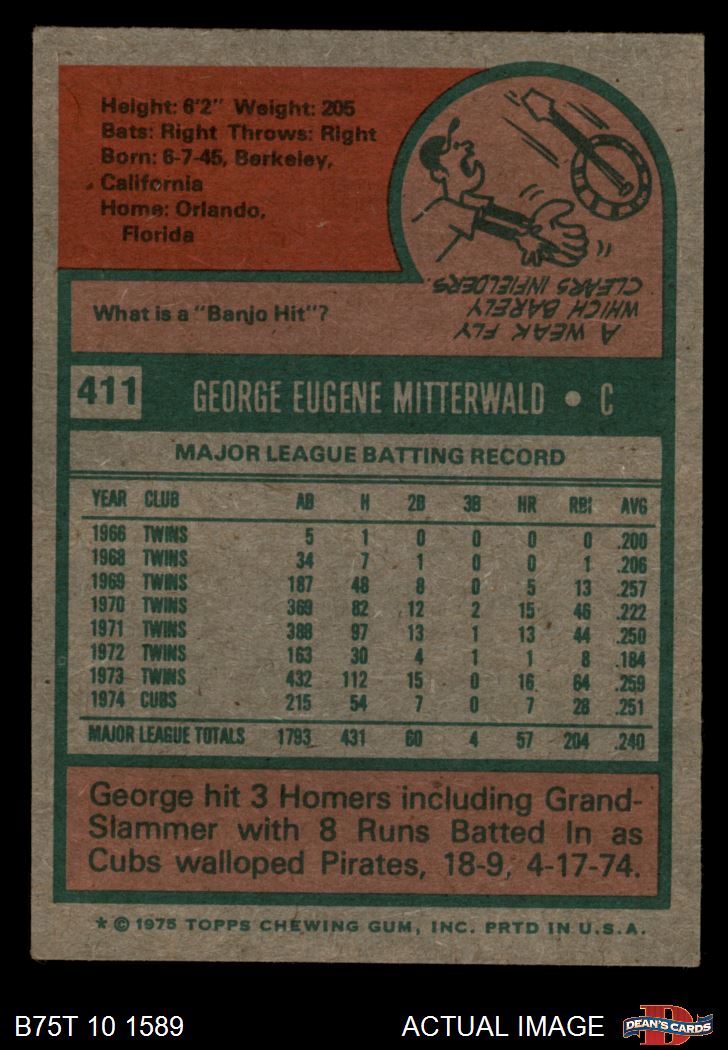 Height: 6'2" Weight: 205
Bats: Right Throws: Right
Born: 6-7-45, Berkeley,
California
Home: Orlando,
Florida
What is a "Banjo Hit"?
A WEAK FLY
WHICH BARELY
CLEARS INFIELDERS.
411 GEORGE EUGENE MITTERWALD • C
MAJOR LEAGUE BATTING RECORD
YEAR CLUB AB H 2B 3B HR RBI AVG
1966 TWINS 5 1 0 0 0 0 .200
1968 TWINS 34 7 1 0 0 1 .206
1969 TWINS 187 48 8 0 5 13 .257
1970 TWINS 369 82 12 2 15 46 .222
1971 TWINS 388 97 13 1 13 44 .250
1972 TWINS 163 30 4 1 1 8 .184
1973 TWINS 432 112 15 0 16 64 .259
1974 CUBS 215 54 7 0 7 28 .251
MAJOR LEAGUE TOTALS 1793 431 60 4 57 204 .240
George hit 3 Homers including Grand-
Slammer with 8 Runs Batted In as
Cubs walloped Pirates, 18-9, 4-17-74.
* © 1975 TOPPS CHEWING GUM, INC. PRTD IN U.S.A.
B75T 10 1589 ACTUAL IMAGE D DEAN'S CARDS